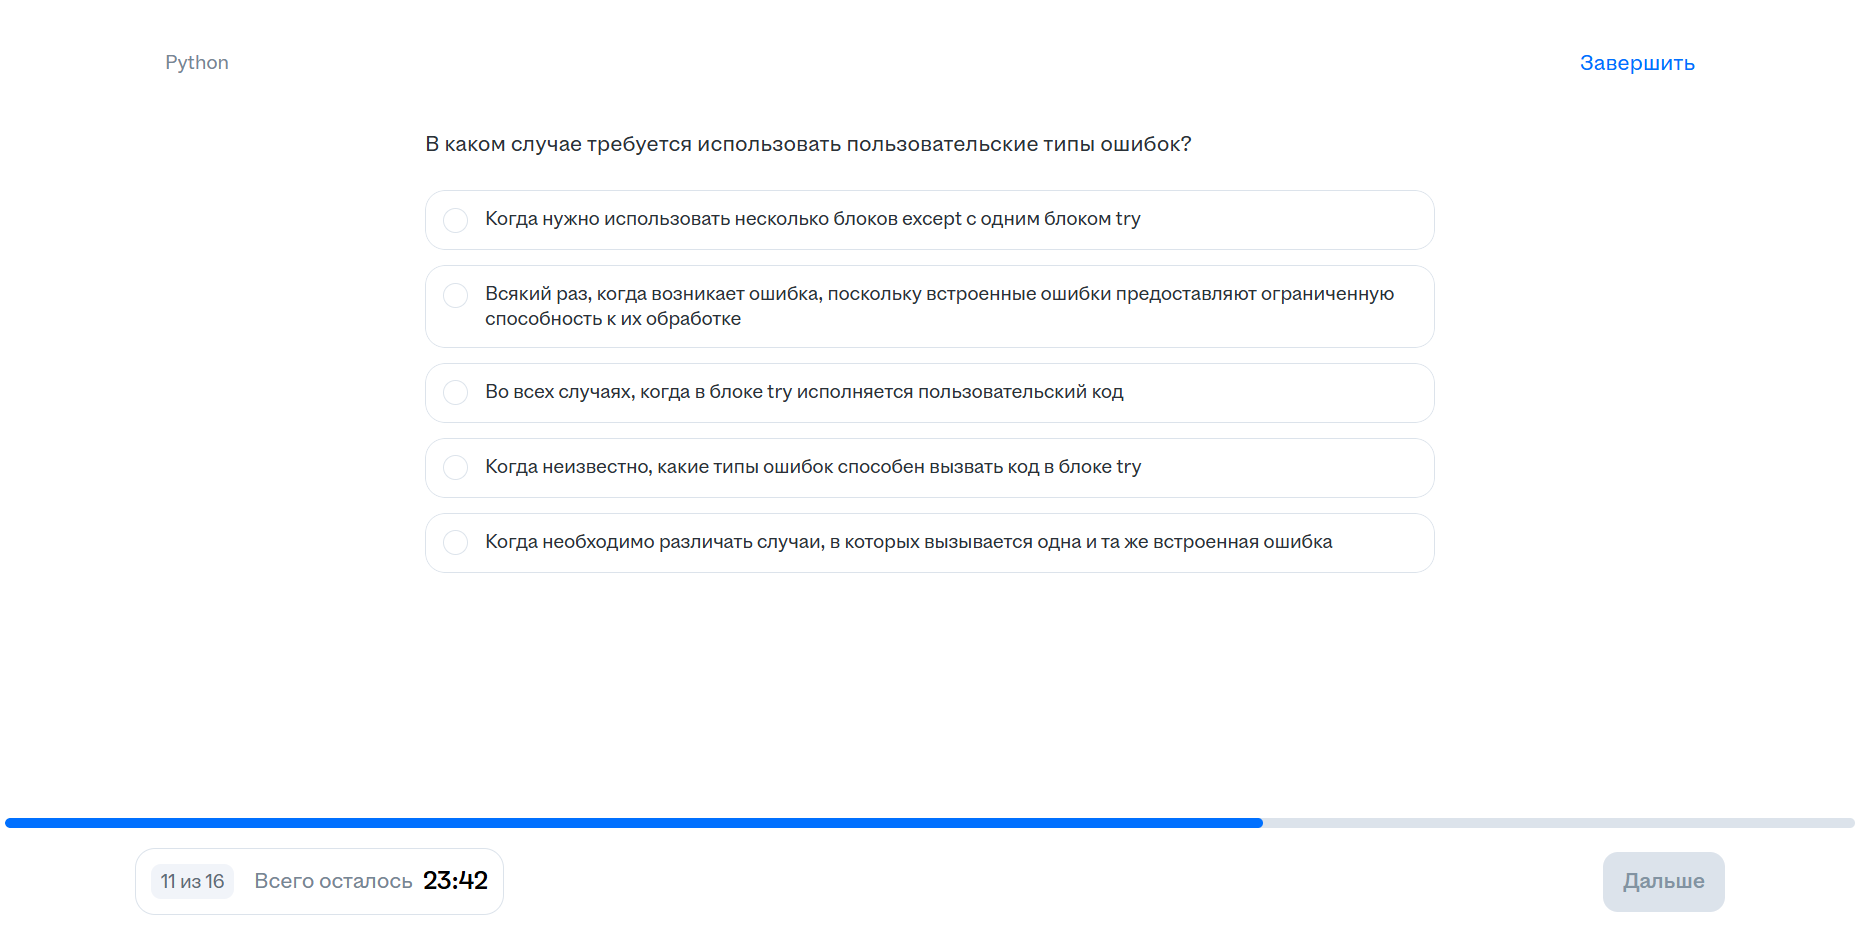 Python
Завершить
В каком случае требуется использовать пользовательские типы ошибок?
Когда нужно использовать несколько блоков except с одним блоком try
Всякий раз, когда возникает ошибка, поскольку встроенные ошибки предоставляют ограниченную
способность к их обработке
Во всех случаях, когда в блоке try исполняется пользовательский код
Когда неизвестно, какие типы ошибок способен вызвать код в блоке try
Когда необходимо различать случаи, в которых вызывается одна и та же встроенная ошибка
11 из 16
Всего осталось 23:42
Дальше